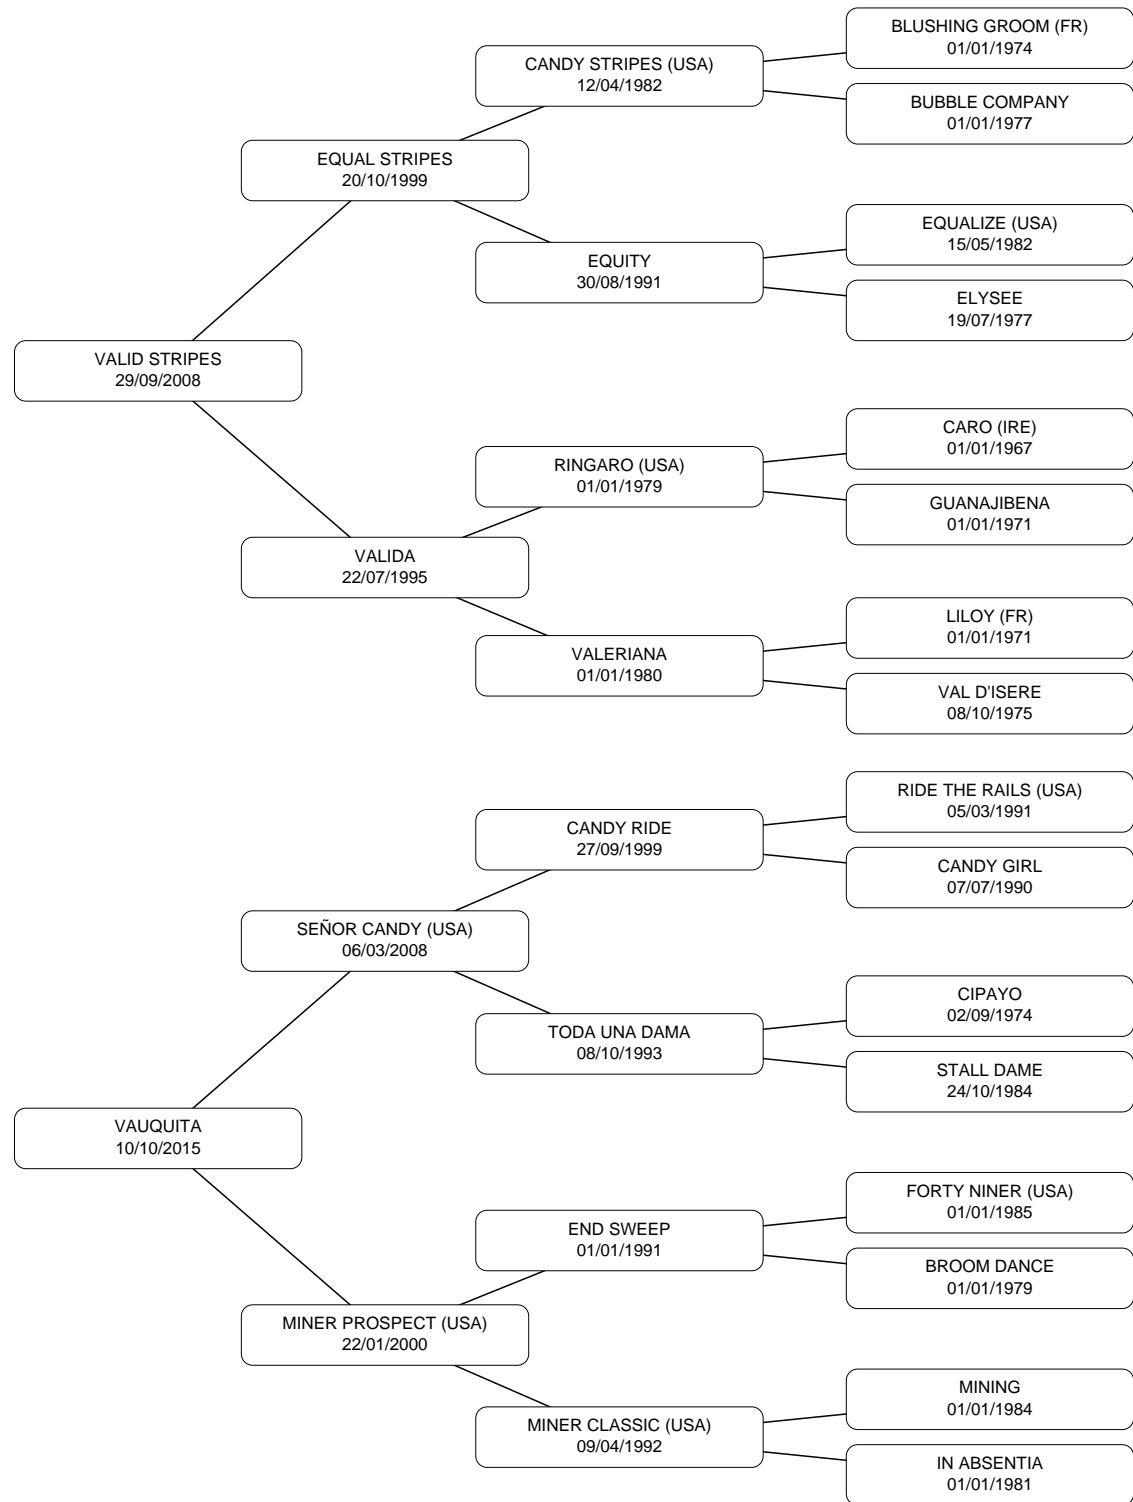 BLUSHING GROOM (FR)
01/01/1974
CANDY STRIPES (USA)
12/04/1982
BUBBLE COMPANY
01/01/1977
EQUAL STRIPES
20/10/1999
EQUALIZE (USA)
15/05/1982
EQUITY
30/08/1991
ELYSEE
19/07/1977
VALID STRIPES
29/09/2008
CARO (IRE)
01/01/1967
RINGARO (USA)
01/01/1979
GUANAJIBENA
01/01/1971
VALIDA
22/07/1995
LILOY (FR)
01/01/1971
VALERIANA
01/01/1980
VAL D'ISERE
08/10/1975
RIDE THE RAILS (USA)
05/03/1991
CANDY RIDE
27/09/1999
CANDY GIRL
07/07/1990
SEÑOR CANDY (USA)
06/03/2008
CIPAYO
02/09/1974
TODA UNA DAMA
08/10/1993
STALL DAME
24/10/1984
VAUQUITA
10/10/2015
FORTY NINER (USA)
01/01/1985
END SWEEP
01/01/1991
BROOM DANCE
01/01/1979
MINER PROSPECT (USA)
22/01/2000
MINING
01/01/1984
MINER CLASSIC (USA)
09/04/1992
IN ABSENTIA
01/01/1981